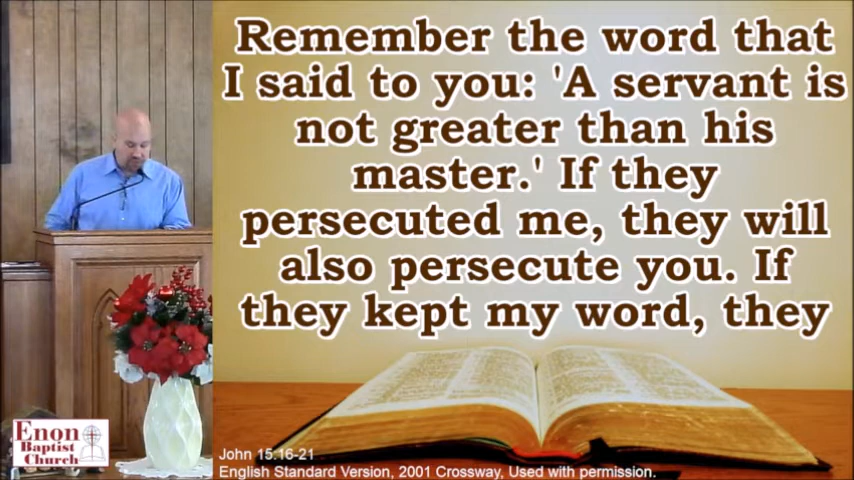 Remember the word that
I said to you: 'A servant is
not greater than his
master.' If they
persecuted me, they will
also persecute you. If
they kept my word, they
Enon
Baptist
Church
John 15:16-21
English Standard Version, 2001 Crossway, Used with permission.